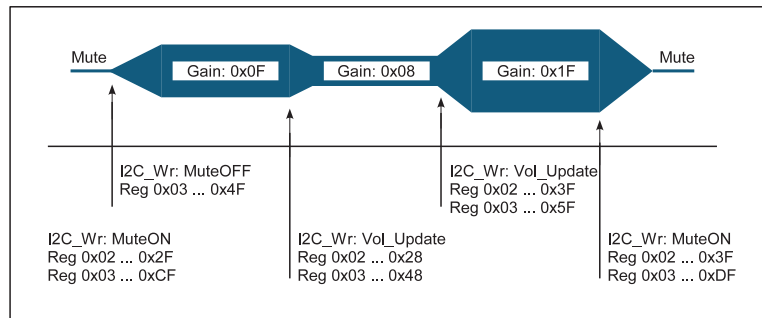 Mute
Gain: 0x0F
Gain: 0x08
Gain: 0x1F
Mute
I2C_Wr: MuteOFF
Reg 0x03 ... 0x4F
I2C_Wr: Vol_Update
Reg 0x02 ... 0x3F
Reg 0x03 ... 0x5F
I2C_Wr: MuteON
Reg 0x02 ... 0x2F
Reg 0x03 ... 0xCF
I2C_Wr: Vol_Update
Reg 0x02 ... 0x28
Reg 0x03 ... 0x48
I2C_Wr: MuteON
Reg 0x02 ... 0x3F
Reg 0x03 ... 0xDF